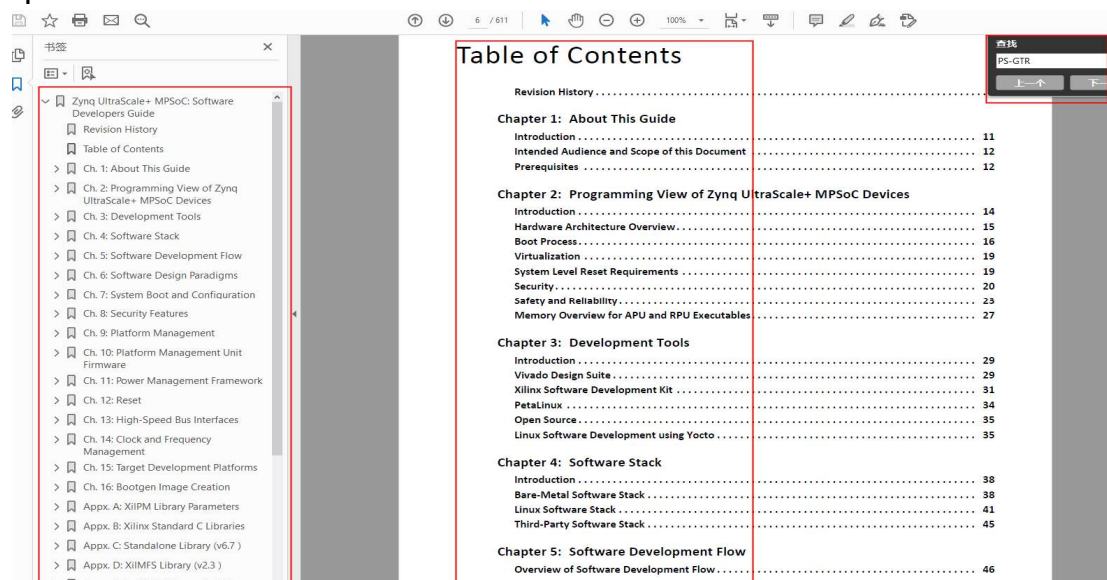 6 / 611
100%
书签
Zynq UltraScale+ MPSoC: Software
Developers Guide
Revision History
Table of Contents
Ch. 1: About This Guide
Ch. 2: Programming View of Zynq
UltraScale+ MPSoC Devices
Ch. 3: Development Tools
Ch. 4: Software Stack
Ch. 5: Software Development Flow
Ch. 6: Software Design Paradigms
Ch. 7: System Boot and Configuration
Ch. 8: Security Features
Ch. 9: Platform Management
Ch. 10: Platform Management Unit
Firmware
Ch. 11: Power Management Framework
Ch. 12: Reset
Ch. 13: High-Speed Bus Interfaces
Ch. 14: Clock and Frequency
Management
Ch. 15: Target Development Platforms
Ch. 16: Bootgen Image Creation
Appx. A: XilPM Library Parameters
Appx. B: Xilinx Standard C Libraries
Appx. C: Standalone Library (v6.7 )
Appx. D: XilMFS Library (v2.3 )
Table of Contents
Revision History
Chapter 1: About This Guide
Introduction 11
Intended Audience and Scope of this Document 12
Prerequisites 12
Chapter 2: Programming View of Zynq UltraScale+ MPSoC Devices
Introduction 14
Hardware Architecture Overview 15
Boot Process 16
Virtualization 19
System Level Reset Requirements 19
Security 20
Safety and Reliability 23
Memory Overview for APU and RPU Executables 27
Chapter 3: Development Tools
Introduction 29
Vivado Design Suite 29
Xilinx Software Development Kit 31
PetaLinux 34
Open Source 35
Linux Software Development using Yocto 35
Chapter 4: Software Stack
Introduction 38
Bare-Metal Software Stack 38
Linux Software Stack 41
Third-Party Software Stack 45
Chapter 5: Software Development Flow
Overview of Software Development Flow 46
查找
PS-GTR
上一个 下一